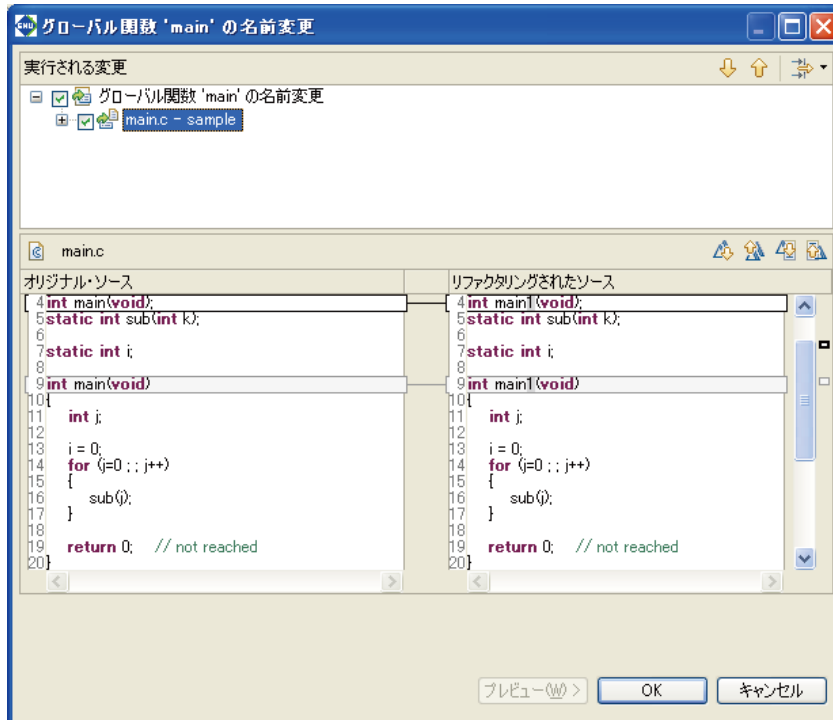 GNU グローバル関数 'main' の名前変更
実行される変更
グローバル関数 'main' の名前変更
main.c - sample
main.c
オリジナル・ソース
リファクタリングされたソース
4 int main(void);
5 static int sub(int k);
6
7 static int i;
8
9 int main(void)
10 {
11 int j;
12
13 i = 0;
14 for (j=0 ; ; j++)
15 {
16 sub(j);
17 }
18
19 return 0; // not reached
20 }
4 int main1(void);
5 static int sub(int k);
6
7 static int i;
8
9 int main1(void)
10 {
11 int j;
12
13 i = 0;
14 for (j=0 ; ; j++)
15 {
16 sub(j);
17 }
18
19 return 0; // not reached
20 }
プレビュー(W) >
OK
キャンセル